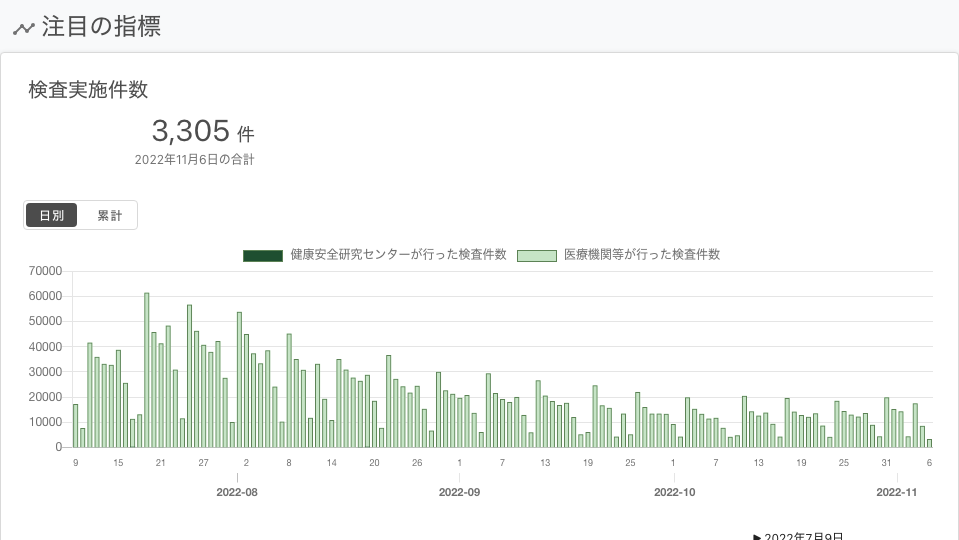 注目の指標
検査実施件数
3,305 件
2022年11月6日の合計
日別 累計
健康安全研究センターが行った検査件数 医療機関等が行った検査件数
70000
60000
50000
40000
30000
20000
10000
0
9 15 21 27 2 8 14 20 26 1 7 13 19 25 1 7 13 19 25 31 6
2022-08 2022-09 2022-10 2022-11
▶ 2022年7月9日